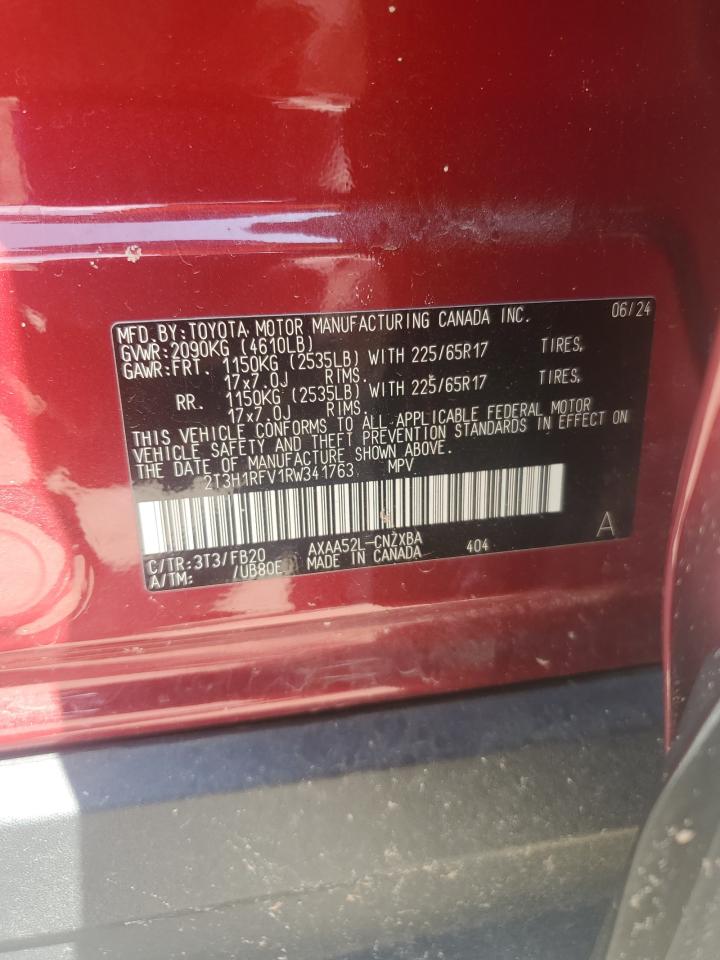 MFD.BY:TOYOTA MOTOR MANUFACTURING CANADA INC. 06/24
GVWR:2090KG (4610LB)
GAWR:FRT. 1150KG (2535LB) WITH 225/65R17 TIRES,
17x7.0J RIMS.
RR. 1150KG (2535LB) WITH 225/65R17 TIRES,
17x7.0J RIMS.
THIS VEHICLE CONFORMS TO ALL APPLICABLE FEDERAL MOTOR
VEHICLE SAFETY AND THEFT PREVENTION STANDARDS IN EFFECT ON
THE DATE OF MANUFACTURE SHOWN ABOVE.
2T3H1RFV1RW341763 MPV
C/TR:3T3/FB20 AXAA52L-CNZXBA 404 A
A/TM: /UB80E MADE IN CANADA